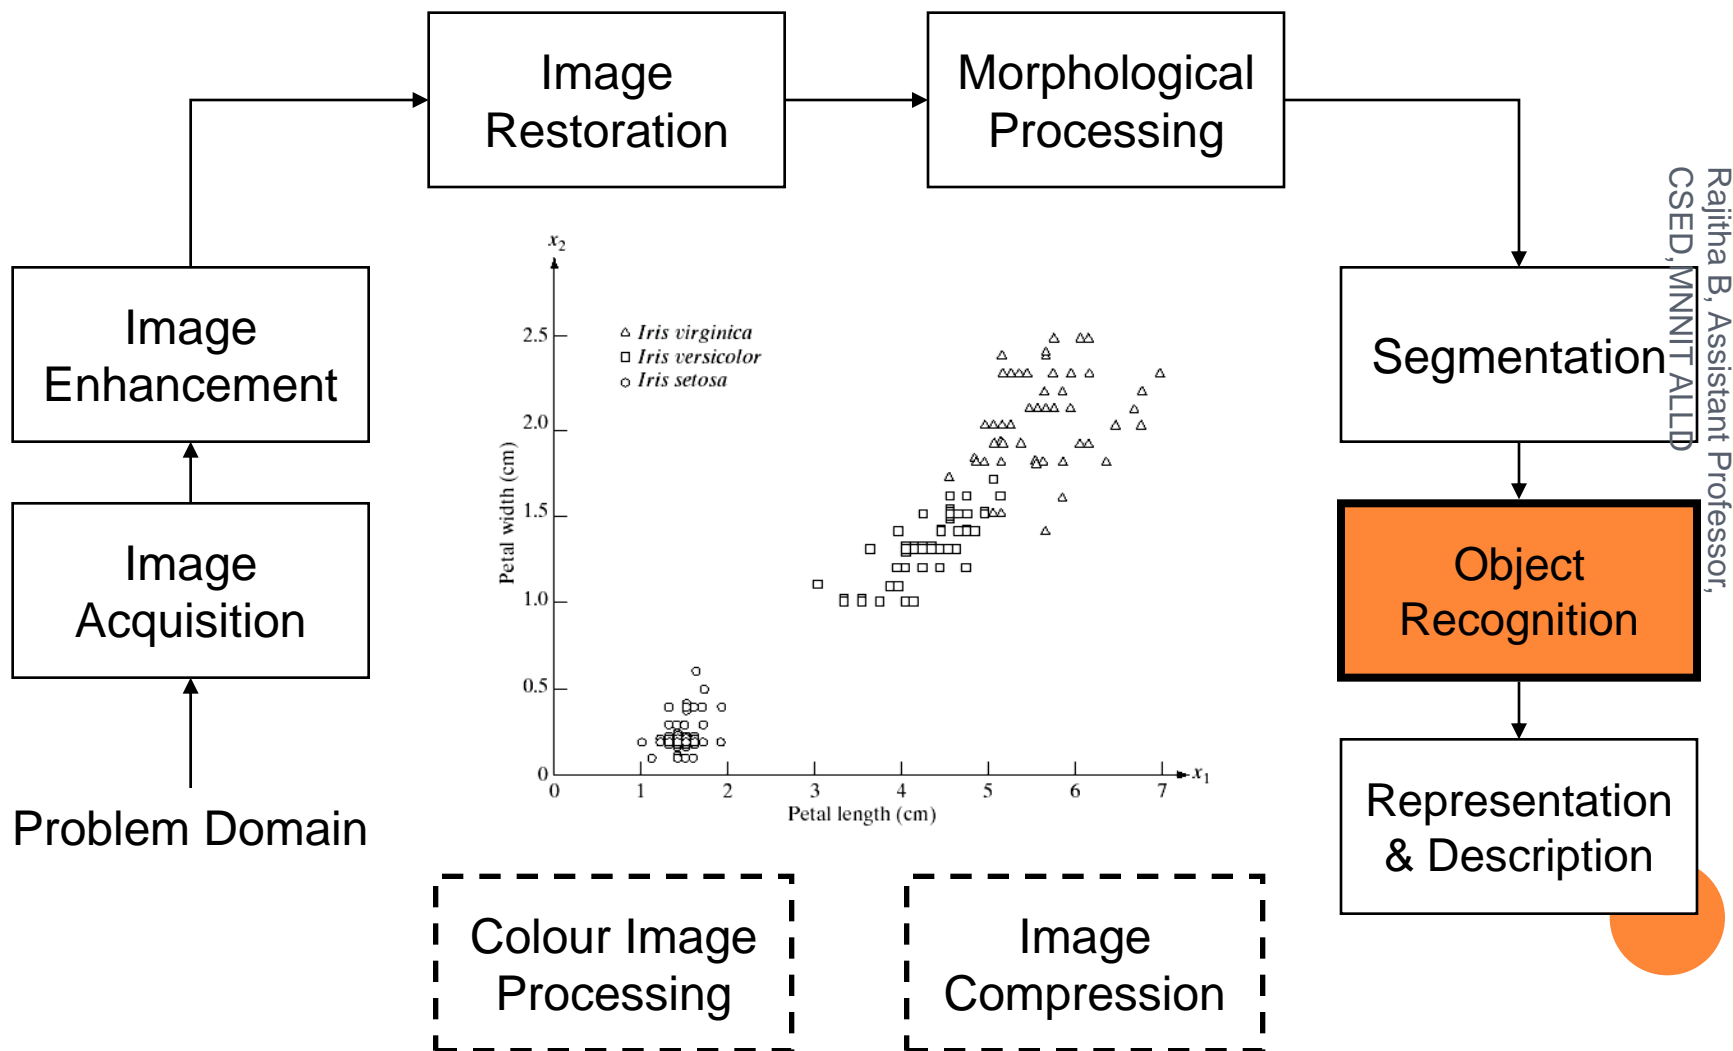 Image
Restoration
Morphological
Processing
Image
Enhancement
Segmentation
Image
Acquisition
Object
Recognition
Problem Domain
Representation
& Description
Colour Image
Processing
Image
Compression
x2
Petal width (cm)
2.5
2.0
1.5
1.0
0.5
0
△ Iris virginica
□ Iris versicolor
○ Iris setosa
0 1 2 3 4 5 6 7
x1
Petal length (cm)
Rajitha B, Assistant Professor,
CSED,MNNIT ALLD